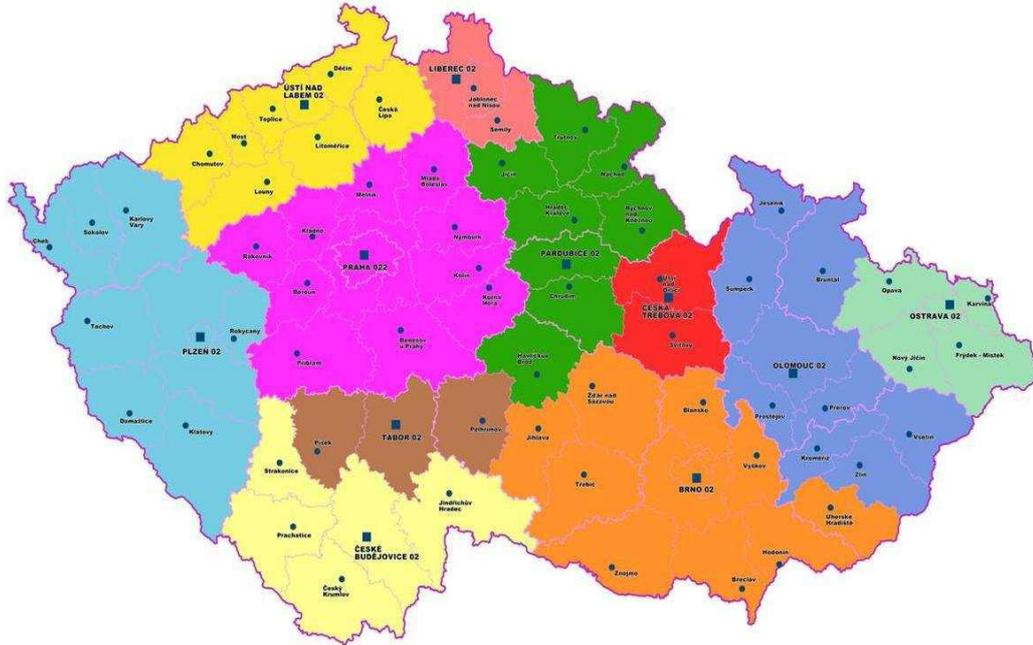 Děčín
ÚSTÍ NAD
LABEM 02
Teplice
Česká
Lípa
Most
Litoměřice
Chomutov
Louny
LIBEREC 02
Jablonec
nad Nisou
Semily
Trutnov
Jičín
Náchod
Hradec
Králové
Rychnov
nad
Kněžnou
PARDUBICE 02
Chrudim
Havlíčkův
Brod
Mladá
Boleslav
Mělník
Kladno
Nymburk
Rakovník
PRAHA 022
Kolín
Kutná
Hora
Beroun
Benešov
u Prahy
Příbram
Karlovy
Vary
Sokolov
Cheb
Tachov
Rokycany
PLZEŇ 02
Domažlice
Klatovy
Ústí
nad
Orlicí
ČESKÁ
TŘEBOVÁ 02
Svitavy
Jeseník
Šumperk
Bruntál
OLOMOUC 02
Prostějov
Přerov
Kroměříž
Vsetín
Zlín
Opava
Karviná
OSTRAVA 02
Nový Jičín
Frýdek - Místek
Písek
TÁBOR 02
Pelhřimov
Strakonice
Jindřichův
Hradec
Prachatice
ČESKÉ
BUDĚJOVICE 02
Český
Krumlov
Žďár nad
Sázavou
Blansko
Jihlava
Třebíč
Vyškov
BRNO 02
Uherské
Hradiště
Hodonín
Znojmo
Břeclav